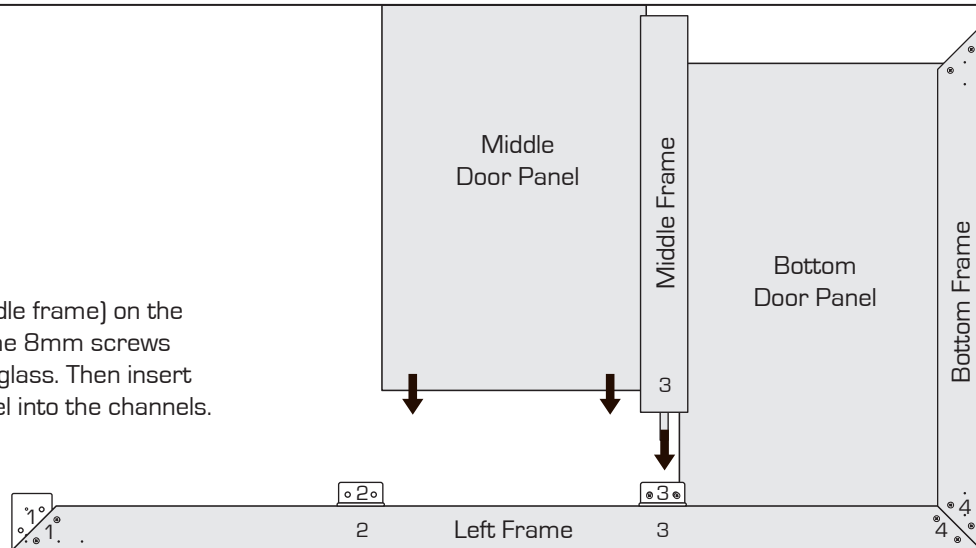 Middle
Door Panel
Middle Frame
Bottom
Door Panel
Bottom Frame
dle frame) on the
e 8mm screws
glass. Then insert
el into the channels.
3
1
2
3
4
1
2
Left Frame
3
4